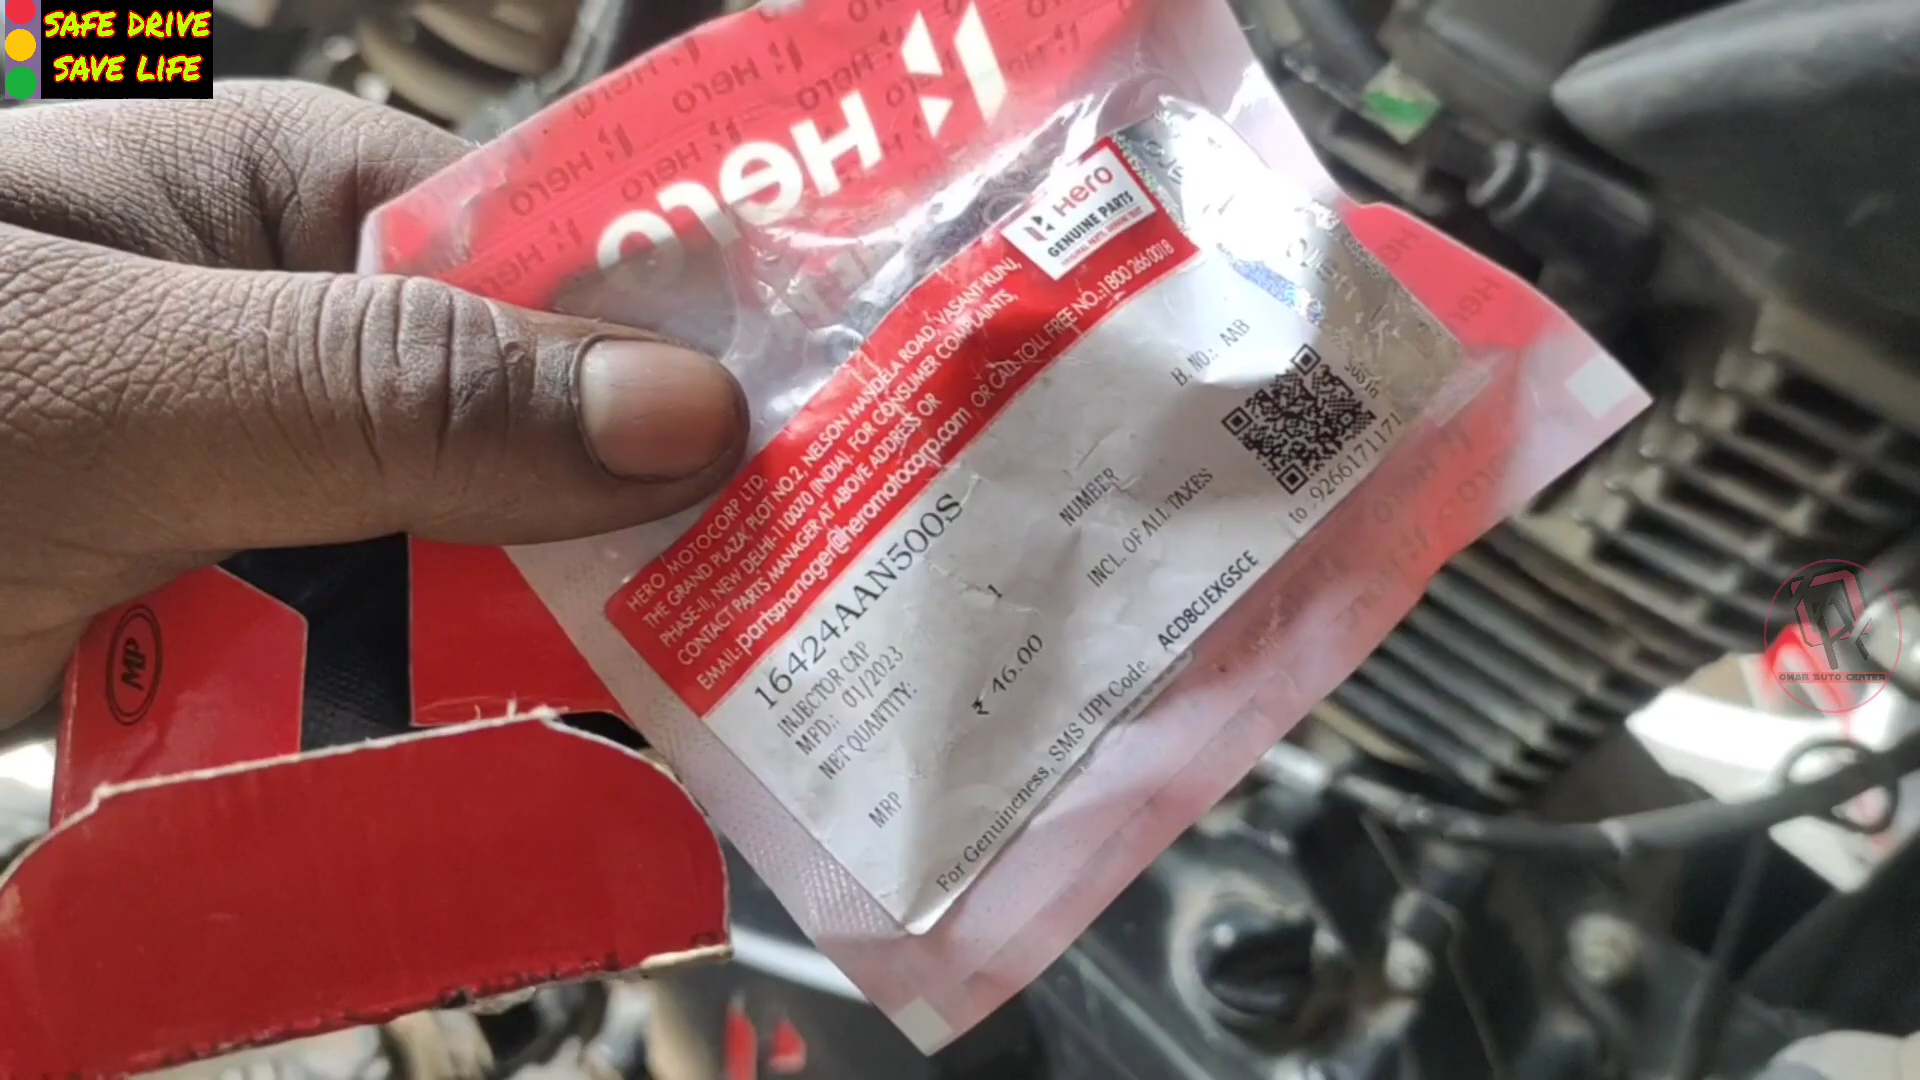 SAFE DRIVE
SAVE LIFE
Hero
Hero
GENUINE PARTS
HERO MOTOCORP LTD.
THE GRAND PLAZA, PLOT NO.2, NELSON MANDELA ROAD, VASANT KUNJ,
PHASE-II, NEW DELHI-110070 (INDIA). FOR CONSUMER COMPLAINTS,
CONTACT PARTS MANAGER AT ABOVE ADDRESS OR
EMAIL:partsmanager@heromotocorp.com OR CALL TOLL FREE NO.:1800 266 0018
16424AAN500S
INJECTOR CAP
MFD.: 01/2023
B. NO.: AAB
NET QUANTITY: 1 NUMBER
MRP ₹ 46.00 INCL. OF ALL TAXES
For Genuineness, SMS UPI Code ACD8CJEXGSCE to 9266171171
MP
OMAR AUTO CENTER